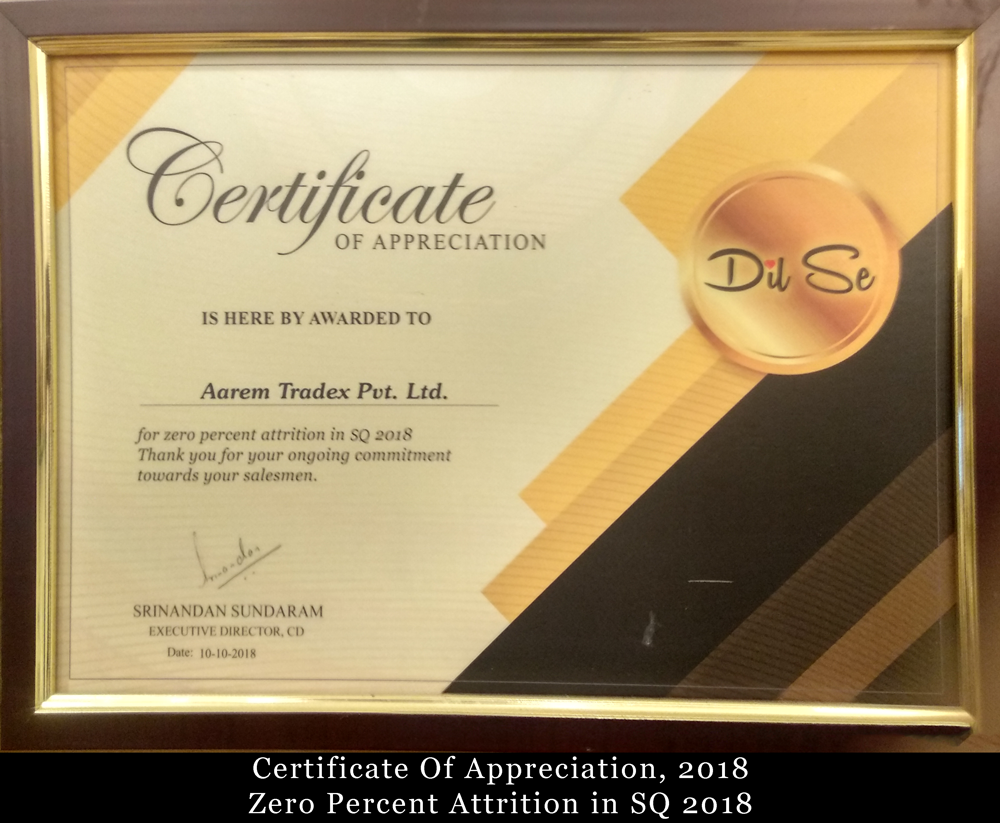 Certificate
OF APPRECIATION
Dil Se
IS HERE BY AWARDED TO
Aarem Tradex Pvt. Ltd.
for zero percent attrition in SQ 2018
Thank you for your ongoing commitment
towards your salesmen.
SRINANDAN SUNDARAM
EXECUTIVE DIRECTOR, CD
Date: 10-10-2018
Certificate Of Appreciation, 2018
Zero Percent Attrition in SQ 2018